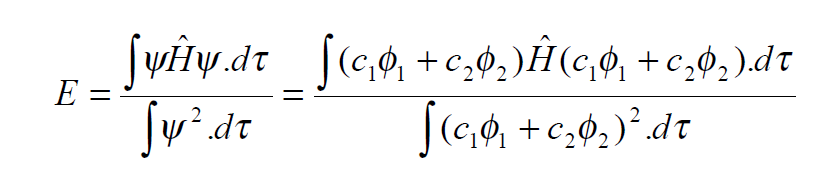 E = ∫ψĤψ.dτ / ∫ψ².dτ = ∫(c₁ϕ₁ + c₂ϕ₂)Ĥ(c₁ϕ₁ + c₂ϕ₂).dτ / ∫(c₁ϕ₁ + c₂ϕ₂)².dτ